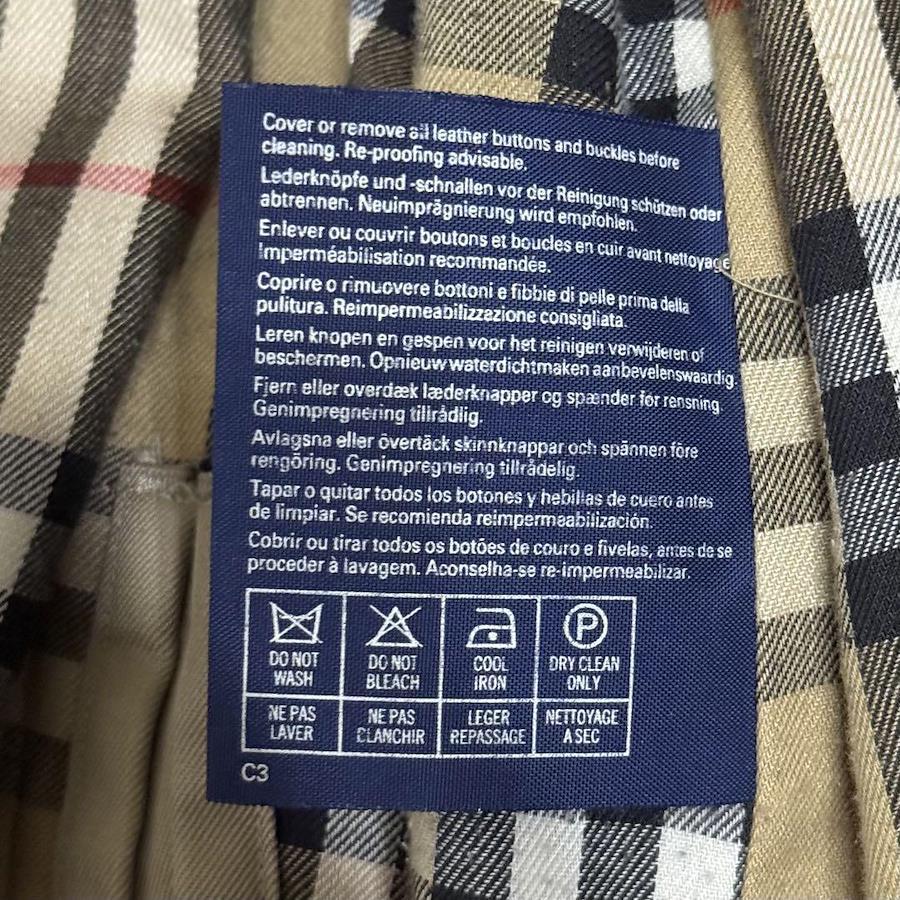 Cover or remove all leather buttons and buckles before
cleaning. Re-proofing advisable.
Lederknöpfe und -schnallen vor der Reinigung schützen oder
abtrennen. Neuimprägnierung wird empfohlen.
Enlever ou couvrir boutons et boucles en cuir avant nettoyage
Imperméabilisation recommandée.
Coprire o rimuovere bottoni e fibbie di pelle prima della
pulitura. Reimpermeabilizzezione consigliata.
Leren knopen en gespen voor het reinigen verwijderen of
beschermen. Opnieuw waterdichtmaken aanbevelenswaardig.
Fjern eller overdæk læderknapper og spænder for rensning.
Genimpregnering tillrådlig.
Avlagsna eller övertäck skinnknappar och spännen före
rengöring. Genimpregnering tillrådelig.
Tapar o quitar todos los botones y hebillas de cuero antes
de limpiar. Se recomienda reimpermeabilización.
Cobrir ou tirar todos os botões de couro e fivelas, antes de se
proceder à lavagem. Aconselha-se re-impermeabilizar.
P
DO NOT WASH
DO NOT BLEACH
COOL IRON
DRY CLEAN ONLY
NE PAS LAVER
NE PAS BLANCHIR
LEGER REPASSAGE
NETTOYAGE A SEC
C3